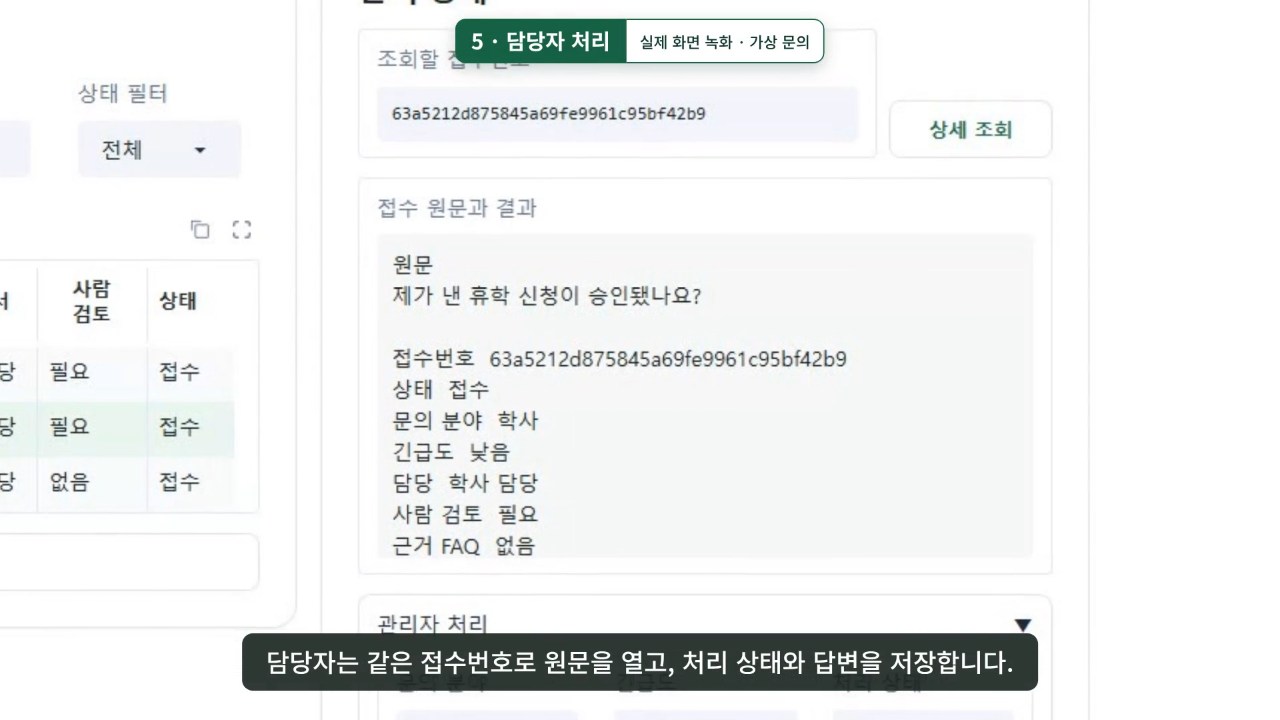 5 · 담당자 처리
실제 화면 녹화 · 가상 문의
조회할
63a5212d875845a69fe9961c95bf42b9
상세 조회
상태 필터
전체
사람
검토
상태
당
필요
접수
당
필요
접수
당
없음
접수
접수 원문과 결과
원문
제가 낸 휴학 신청이 승인됐나요?
접수번호 63a5212d875845a69fe9961c95bf42b9
상태 접수
문의 분야 학사
긴급도 낮음
담당 학사 담당
사람 검토 필요
근거 FAQ 없음
관리자 처리
담당자는 같은 접수번호로 원문을 열고, 처리 상태와 답변을 저장합니다.